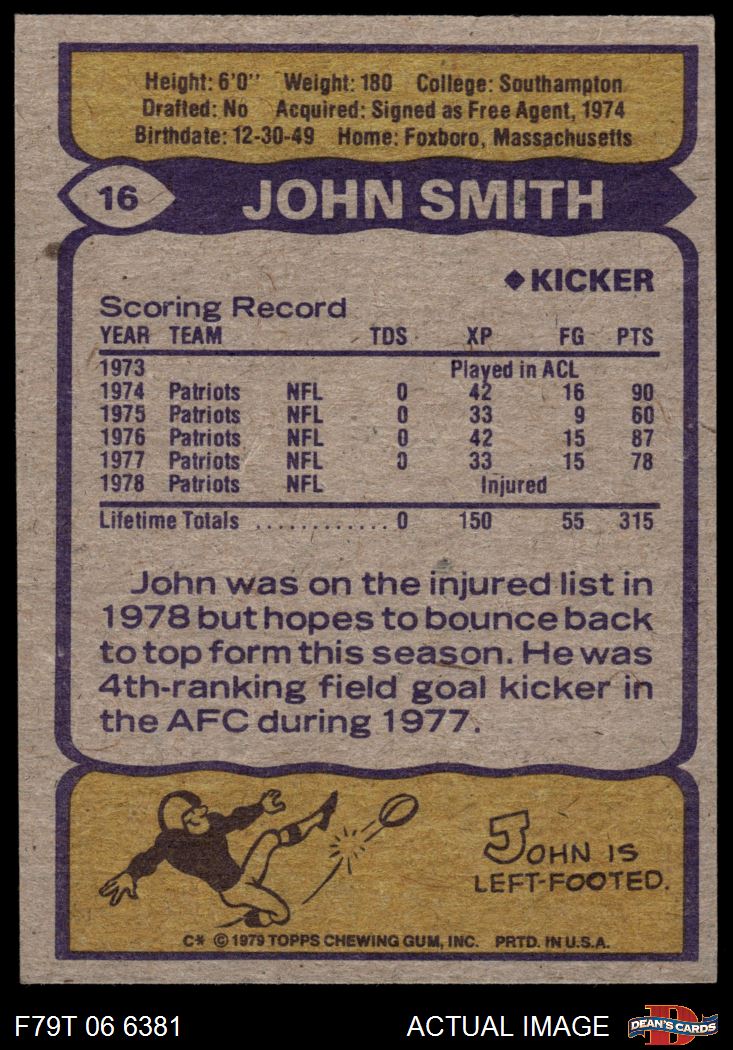 Height: 6'0'' Weight: 180 College: Southampton
Drafted: No Acquired: Signed as Free Agent, 1974
Birthdate: 12-30-49 Home: Foxboro, Massachusetts
16 JOHN SMITH
◆KICKER
Scoring Record
YEAR TEAM TDS XP FG PTS
1973 Played in ACL
1974 Patriots NFL 0 42 16 90
1975 Patriots NFL 0 33 9 60
1976 Patriots NFL 0 42 15 87
1977 Patriots NFL 0 33 15 78
1978 Patriots NFL Injured
Lifetime Totals ............ 0 150 55 315
John was on the injured list in
1978 but hopes to bounce back
to top form this season. He was
4th-ranking field goal kicker in
the AFC during 1977.
JOHN IS
LEFT-FOOTED.
C* © 1979 TOPPS CHEWING GUM, INC. PRTD. IN U.S.A.
F79T 06 6381 ACTUAL IMAGE D DEAN'S CARDS